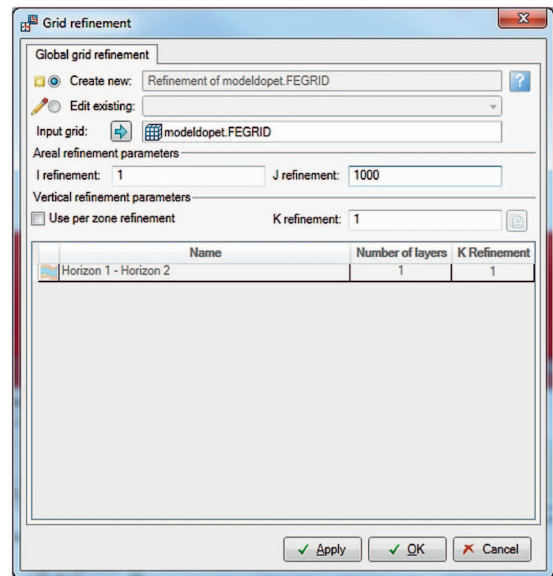 Grid refinement
Global grid refinement
Create new: Refinement of modeldopet.FEGRID
Edit existing:
Input grid: modeldopet.FEGRID
Areal refinement parameters
I refinement: 1 J refinement: 1000
Vertical refinement parameters
Use per zone refinement K refinement: 1
Name Number of layers K Refinement
Horizon 1 - Horizon 2 1 1
Apply OK Cancel